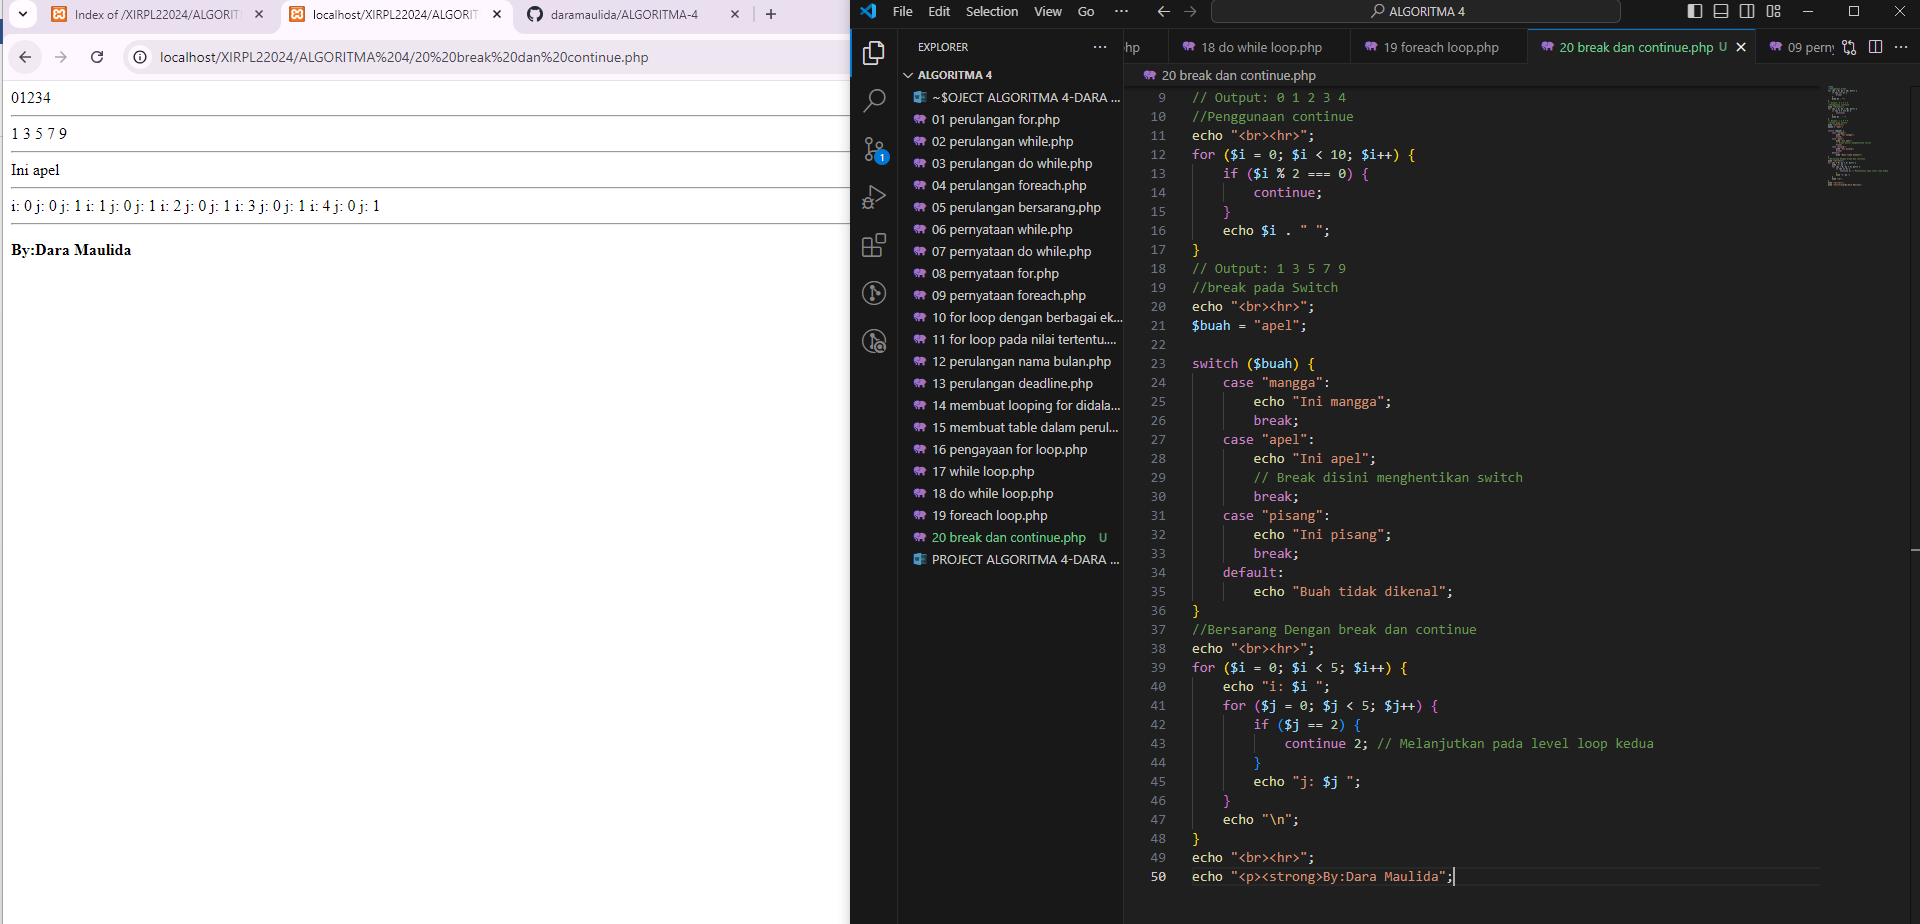 Index of /XIRPL22024/ALGORIT
localhost/XIRPL22024/ALGORIT
daramaulida/ALGORITMA-4
localhost/XIRPL22024/ALGORITMA%204/20%20break%20dan%20continue.php
01234
1 3 5 7 9
Ini apel
i: 0 j: 0 j: 1 i: 1 j: 0 j: 1 i: 2 j: 0 j: 1 i: 3 j: 0 j: 1 i: 4 j: 0 j: 1
By:Dara Maulida
File Edit Selection View Go ...
ALGORITMA 4
EXPLORER
ALGORITMA 4
~$OJECT ALGORITMA 4-DARA ...
01 perulangan for.php
02 perulangan while.php
03 perulangan do while.php
04 perulangan foreach.php
05 perulangan bersarang.php
06 pernyataan while.php
07 pernyataan do while.php
08 pernyataan for.php
09 pernyataan foreach.php
10 for loop dengan berbagai ek...
11 for loop pada nilai tertentu....
12 perulangan nama bulan.php
13 perulangan deadline.php
14 membuat looping for didala...
15 membuat table dalam perul...
16 pengayaan for loop.php
17 while loop.php
18 do while loop.php
19 foreach loop.php
20 break dan continue.php U
PROJECT ALGORITMA 4-DARA ...
1
hp
18 do while loop.php
19 foreach loop.php
20 break dan continue.php U
09 pern
20 break dan continue.php
9 // Output: 0 1 2 3 4
10 //Penggunaan continue
11 echo "<br><hr>";
12 for ($i = 0; $i < 10; $i++) {
13 if ($i % 2 === 0) {
14 continue;
15 }
16 echo $i . " ";
17 }
18 // Output: 1 3 5 7 9
19 //break pada Switch
20 echo "<br><hr>";
21 $buah = "apel";
22
23 switch ($buah) {
24 case "mangga":
25 echo "Ini mangga";
26 break;
27 case "apel":
28 echo "Ini apel";
29 // Break disini menghentikan switch
30 break;
31 case "pisang":
32 echo "Ini pisang";
33 break;
34 default:
35 echo "Buah tidak dikenal";
36 }
37 //Bersarang Dengan break dan continue
38 echo "<br><hr>";
39 for ($i = 0; $i < 5; $i++) {
40 echo "i: $i ";
41 for ($j = 0; $j < 5; $j++) {
42 if ($j == 2) {
43 continue 2; // Melanjutkan pada level loop kedua
44 }
45 echo "j: $j ";
46 }
47 echo "\n";
48 }
49 echo "<br><hr>";
50 echo "<p><strong>By:Dara Maulida";